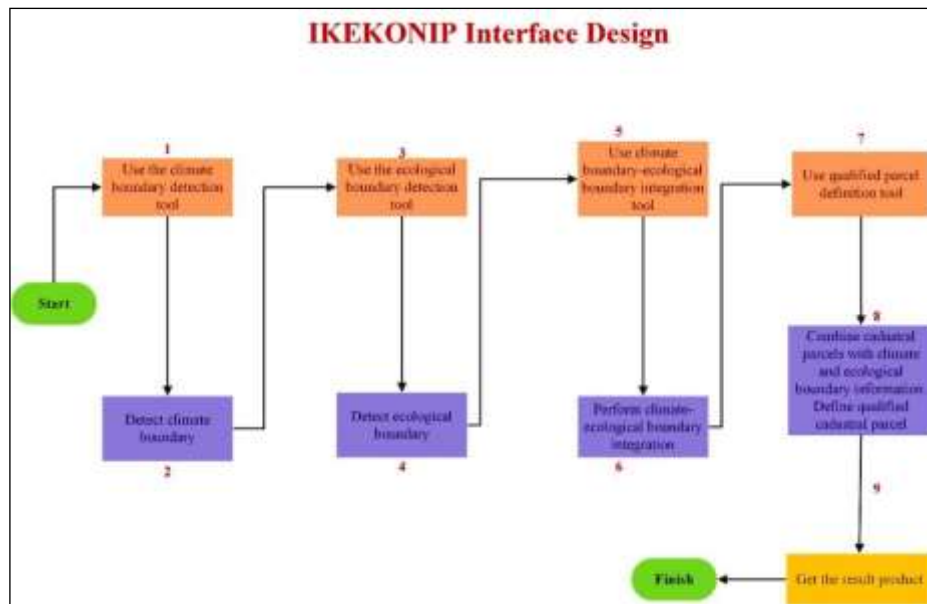 IKEKONIP Interface Design
1
Use the climate
boundary detection
tool
3
Use the ecological
boundary detection
tool
5
Use climate
boundary-ecological
boundary integration
tool
7
Use qualified parcel
definition tool
Start
8
Combine cadastral
parcels with climate
and ecological
boundary information
Define qualified
cadastral parcel
Detect climate
boundary
2
Detect ecological
boundary
4
Perform climate-
ecological boundary
integration
6
9
Finish
Get the result product